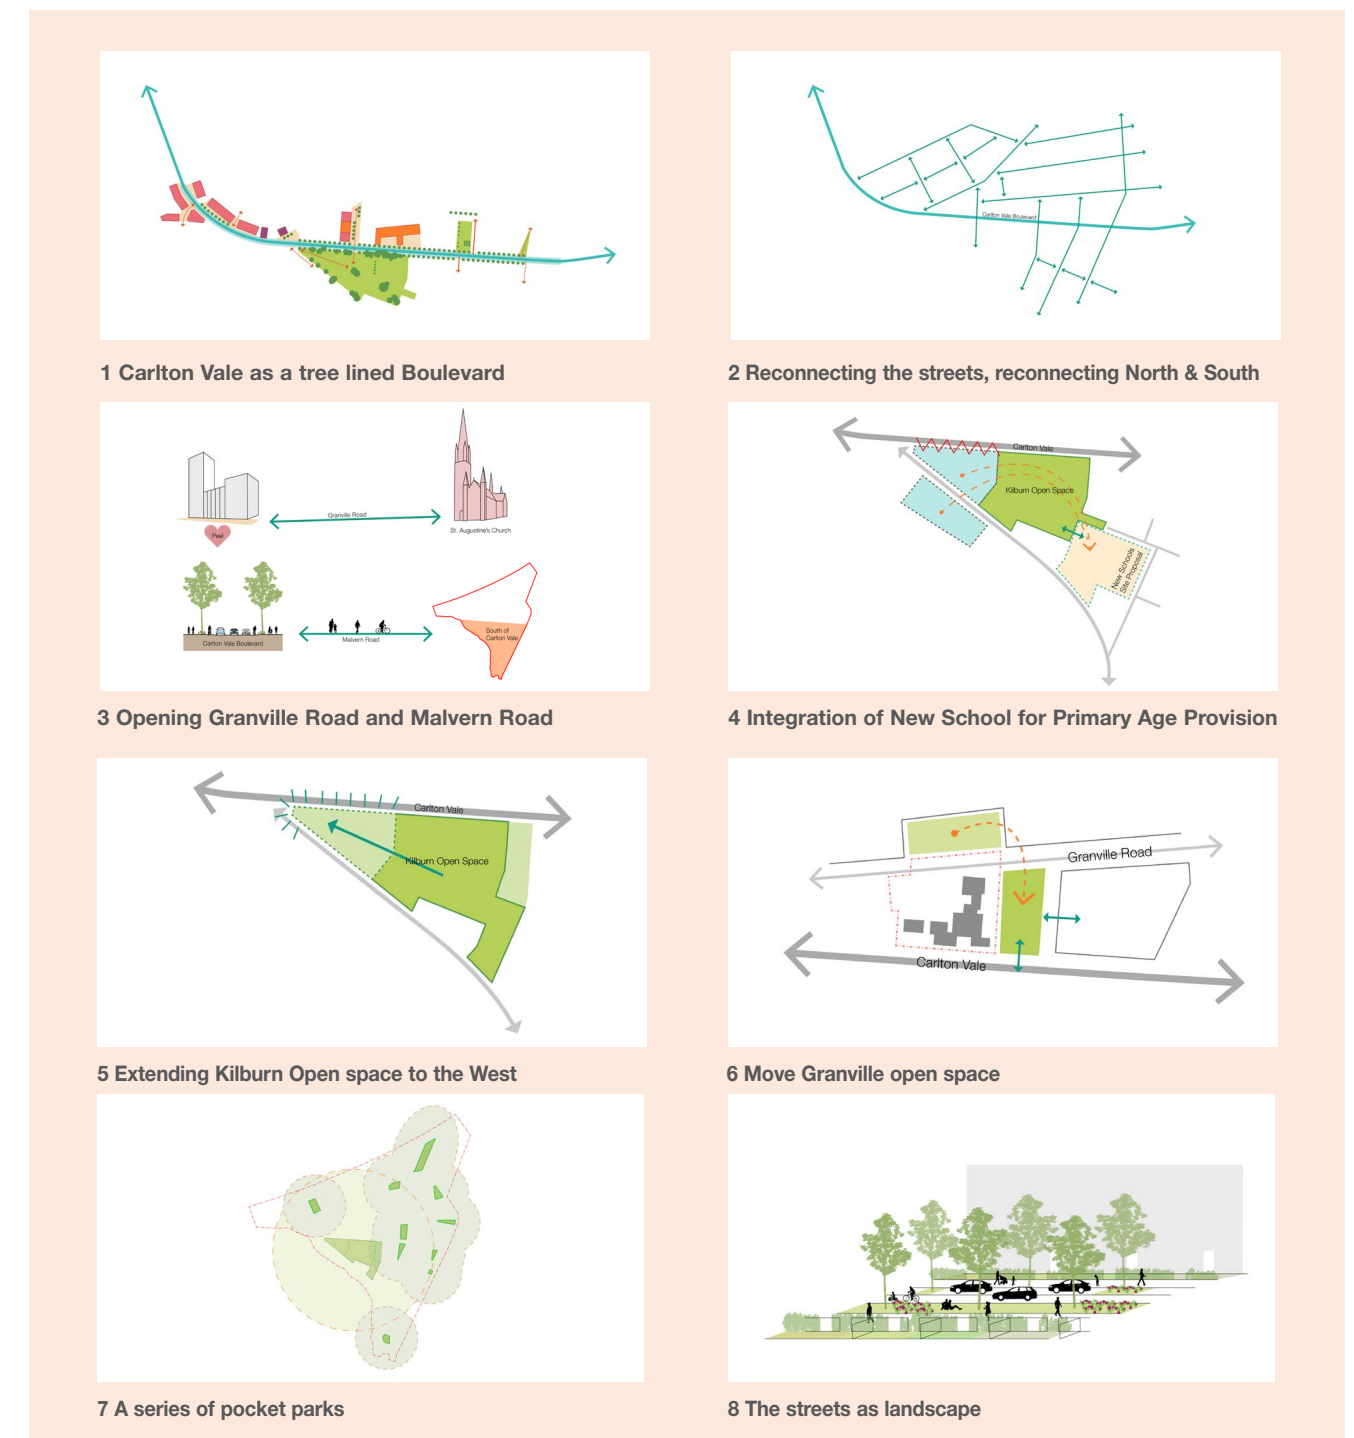 Carlton Vale Boulevard
1 Carlton Vale as a tree lined Boulevard
2 Reconnecting the streets, reconnecting North & South
Granville Road
Peel
St. Augustine's Church
Carlton Vale Boulevard
Malvern Road
South of
Carlton Vale
Carlton Vale
Kilburn Open Space
New Schools
Site Proposal
3 Opening Granville Road and Malvern Road
4 Integration of New School for Primary Age Provision
Carlton Vale
Kilburn Open Space
Granville Road
Carlton Vale
5 Extending Kilburn Open space to the West
6 Move Granville open space
7 A series of pocket parks
8 The streets as landscape